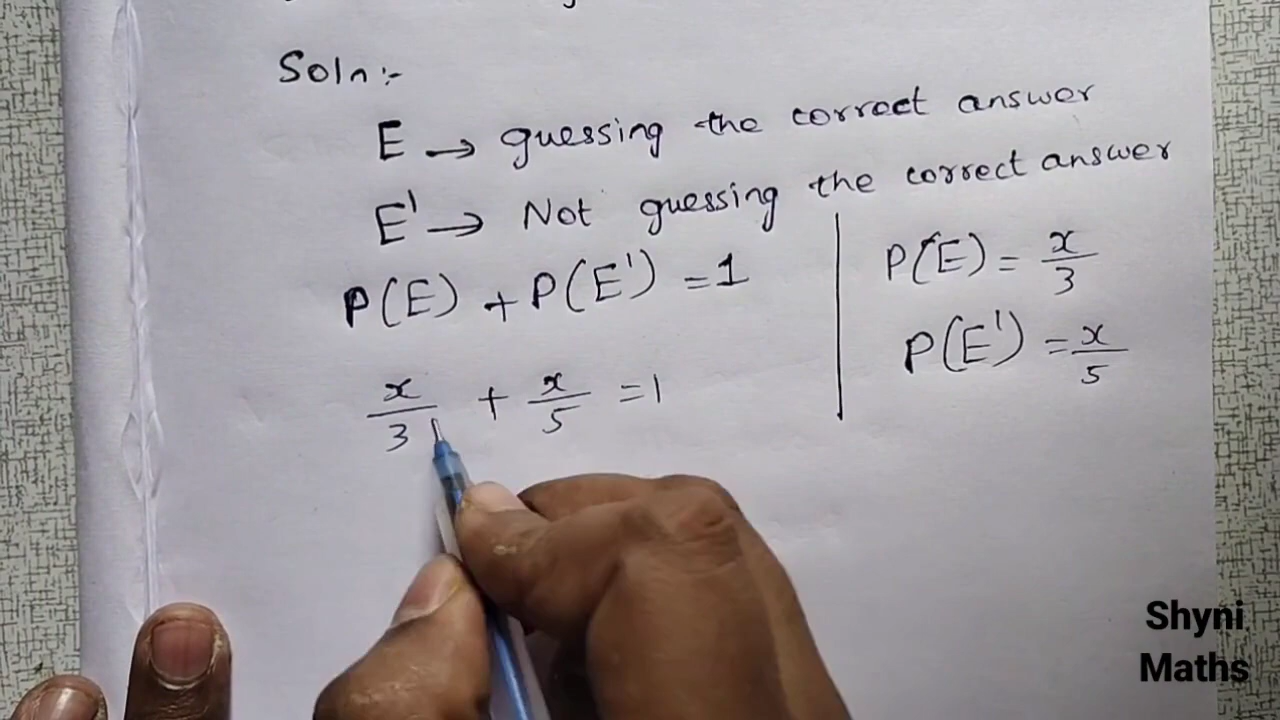 Soln:-
E → guessing the correct answer
E' → Not guessing the correct answer
P(E) + P(E') = 1
x/3 + x/5 = 1
P(E) = x/3
P(E') = x/5
Shyni
Maths